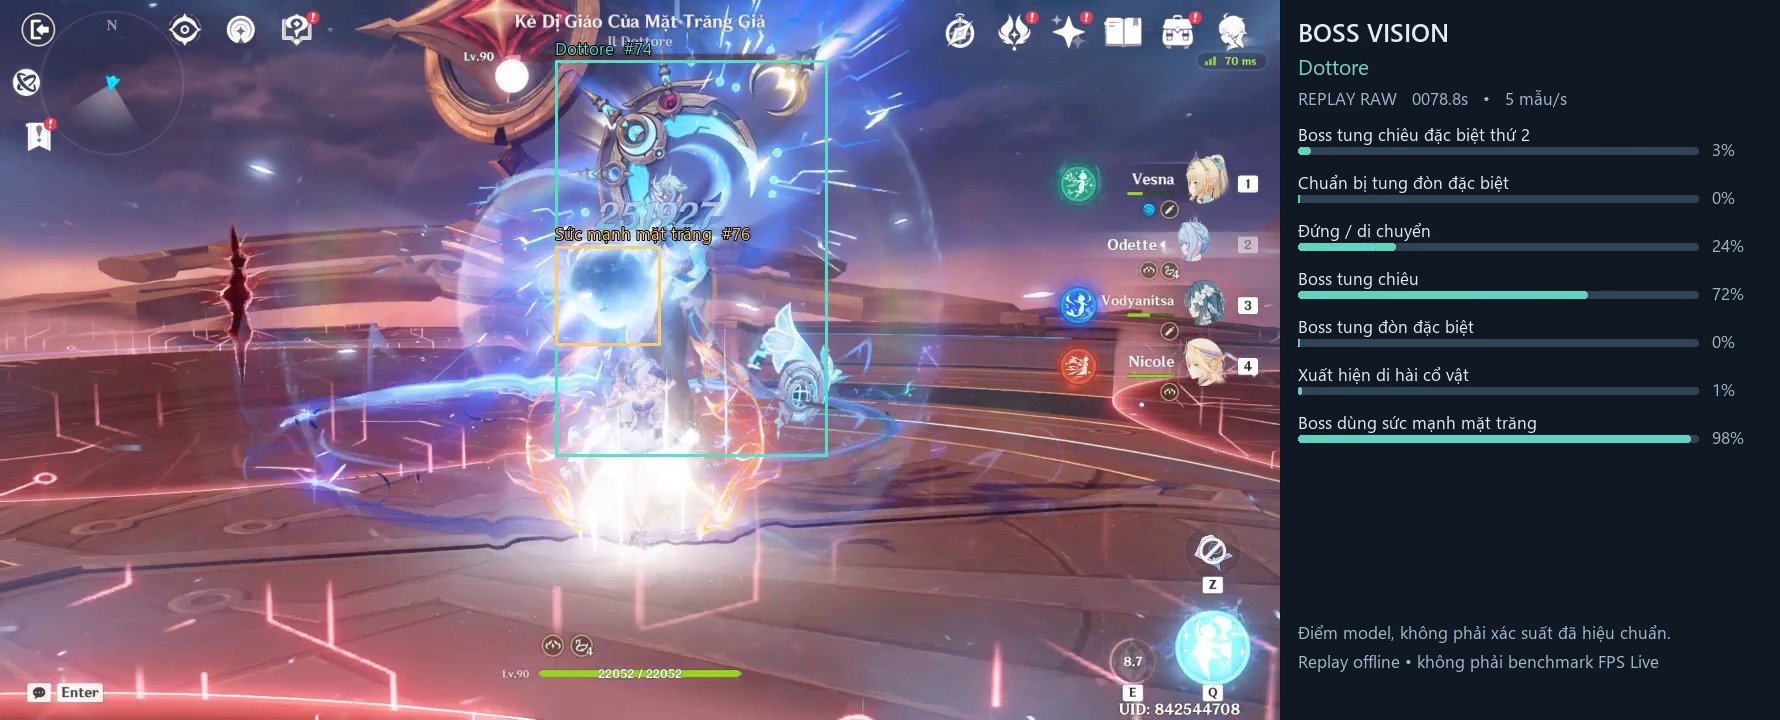 N
Kẻ Dị Giáo Của Mặt Trăng Giả
Il Dottore
Dottore #74
Lv.90
70 ms
251927
Sức mạnh mặt trăng #76
Vesna
1
Odette
2
4
Vodyanitsa
3
Nicole
4
Z
4
Lv.90
22052 / 22052
8.7
E
Q
Enter
UID: 842544708
BOSS VISION
Dottore
REPLAY RAW 0078.8s • 5 mẫu/s
Boss tung chiêu đặc biệt thứ 2
3%
Chuẩn bị tung đòn đặc biệt
0%
Đứng / di chuyển
24%
Boss tung chiêu
72%
Boss tung đòn đặc biệt
0%
Xuất hiện di hài cổ vật
1%
Boss dùng sức mạnh mặt trăng
98%
Điểm model, không phải xác suất đã hiệu chuẩn.
Replay offline • không phải benchmark FPS Live